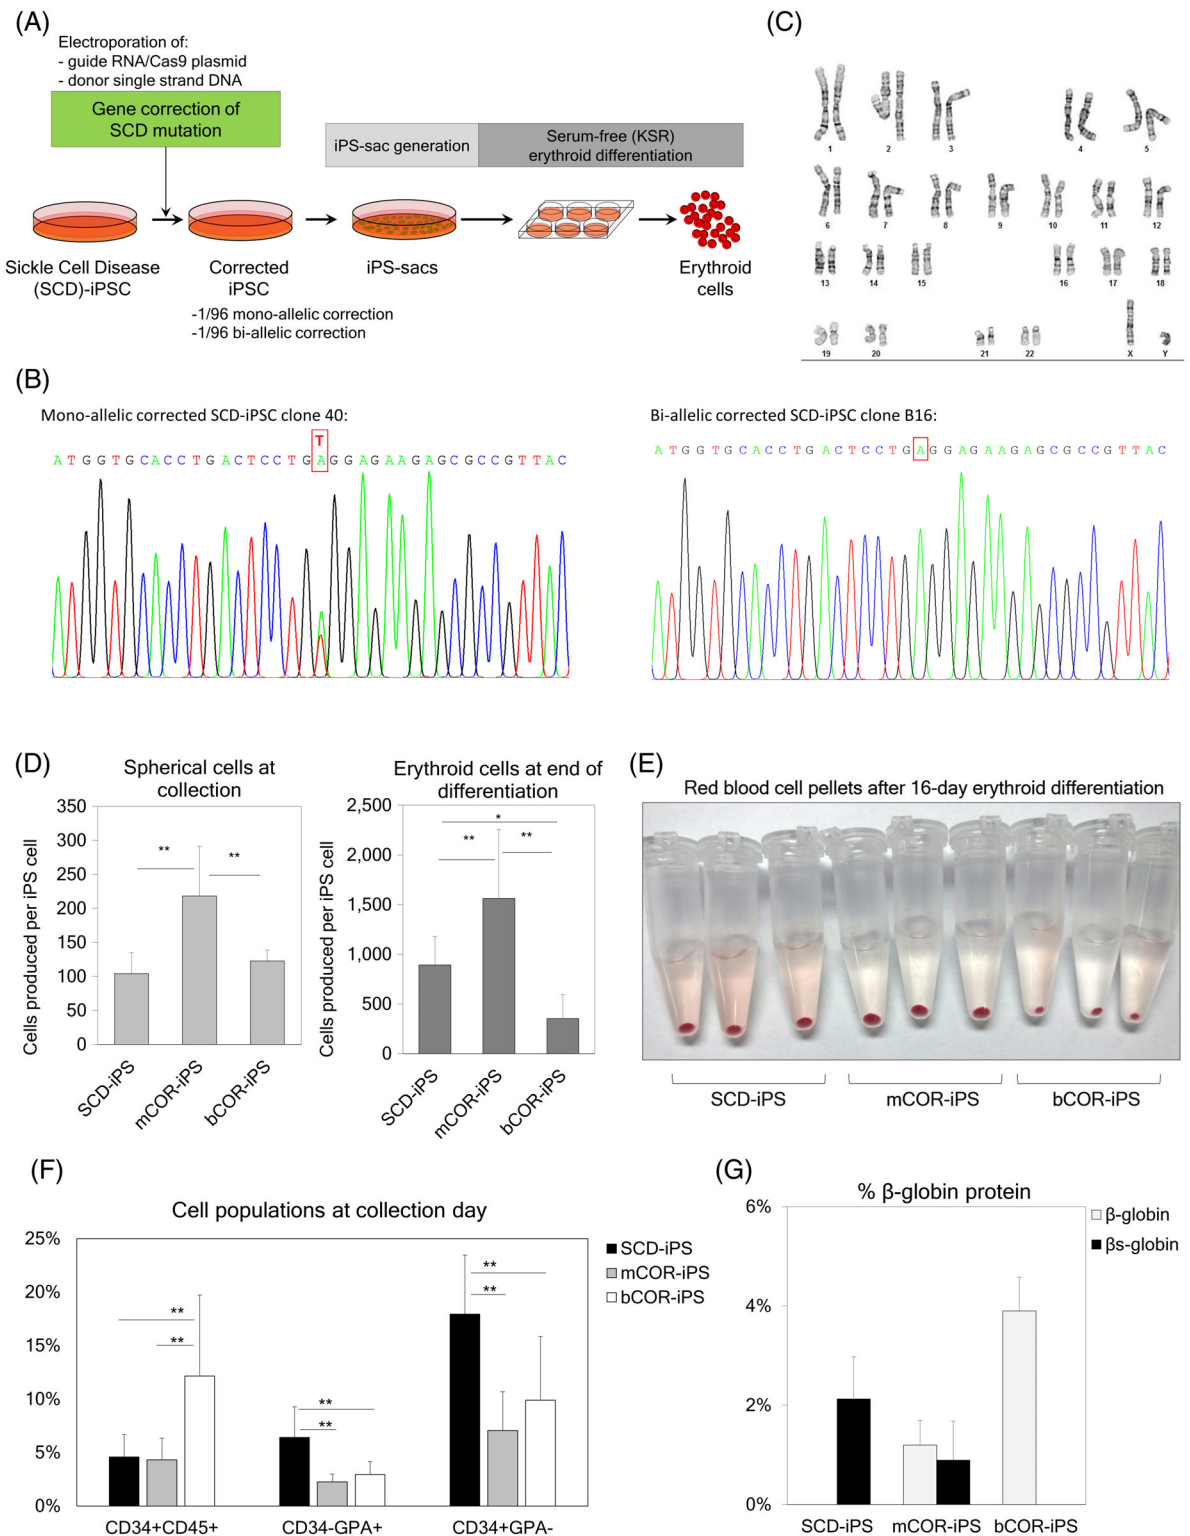 (A)
Electroporation of:
- guide RNA/Cas9 plasmid
- donor single strand DNA
Gene correction of
SCD mutation
iPS-sac generation
Serum-free (KSR)
erythroid differentiation
Sickle Cell Disease
(SCD)-iPSC
Corrected
iPSC
-1/96 mono-allelic correction
-1/96 bi-allelic correction
iPS-sacs
Erythroid
cells
(C)
1 2 3 4 5
6 7 8 9 10 11 12
13 14 15 16 17 18
19 20 21 22 X Y
(B)
Mono-allelic corrected SCD-iPSC clone 40:
T
A T G G T G C A C C T G A C T C C T G A G G A G A A G A G C G C C G T T A C
Bi-allelic corrected SCD-iPSC clone B16:
A T G G T G C A C C T G A C T C C T G A G G A G A A G A G C G C C G T T A C
(D)
Spherical cells at
collection
Cells produced per iPS cell
350
300
250
200
150
100
50
0
** **
SCD-iPS
mCOR-iPS
bCOR-iPS
Erythroid cells at end of
differentiation
Cells produced per iPS cell
2,500
2,000
1,500
1,000
500
0
*
** **
SCD-iPS
mCOR-iPS
bCOR-iPS
(E)
Red blood cell pellets after 16-day erythroid differentiation
SCD-iPS mCOR-iPS bCOR-iPS
(F)
Cell populations at collection day
25%
20%
15%
10%
5%
0%
**
**
**
**
**
**
CD34+CD45+ CD34-GPA+ CD34+GPA-
SCD-iPS
mCOR-iPS
bCOR-iPS
(G)
% β-globin protein
6%
4%
2%
0%
β-globin
βs-globin
SCD-iPS mCOR-iPS bCOR-iPS